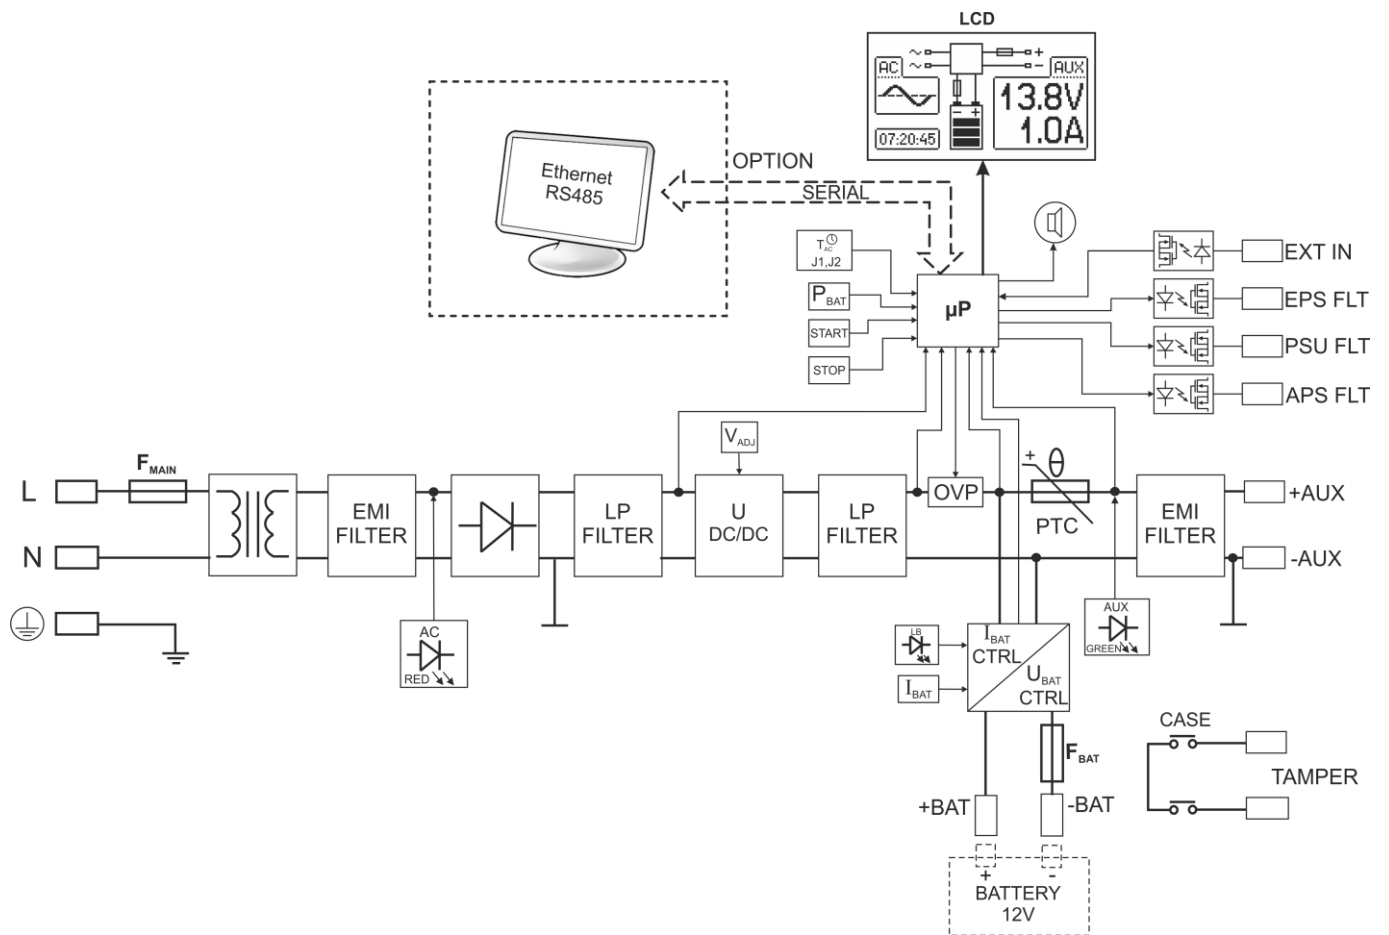 LCD
AC
AUX
13.8V
1.0A
07:20:45
- +
+
-
Ethernet
RS485
OPTION
SERIAL
T AC
J1,J2
P BAT
START
STOP
µP
EXT IN
EPS FLT
PSU FLT
APS FLT
V ADJ
F MAIN
L
N
EMI
FILTER
LP
FILTER
U
DC/DC
LP
FILTER
OVP
+
θ
PTC
EMI
FILTER
+AUX
-AUX
AC
RED
LB
I BAT
I BAT
CTRL
U BAT
CTRL
AUX
GREEN
F BAT
+BAT
-BAT
CASE
TAMPER
+
-
BATTERY
12V